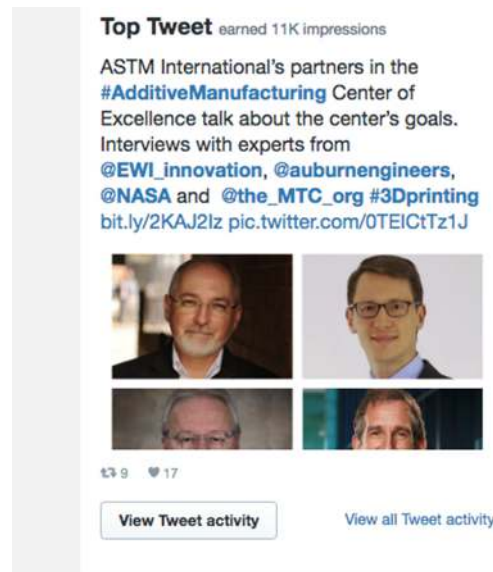 Top Tweet earned 11K impressions
ASTM International's partners in the
#AdditiveManufacturing Center of
Excellence talk about the center's goals.
Interviews with experts from
@EWI_innovation, @auburnengineers,
@NASA and @the_MTC_org #3Dprinting
bit.ly/2KAJ2Iz pic.twitter.com/0TEICtTz1J
9 17
View Tweet activity View all Tweet activity